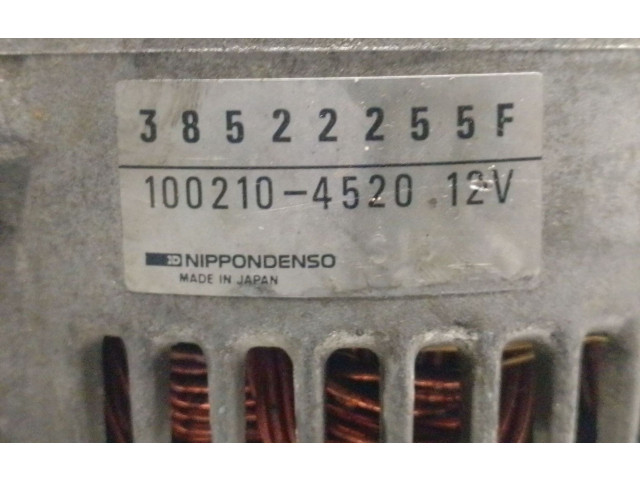 38522255F
100210-4520 12V
NIPPONDENSO
MADE IN JAPAN